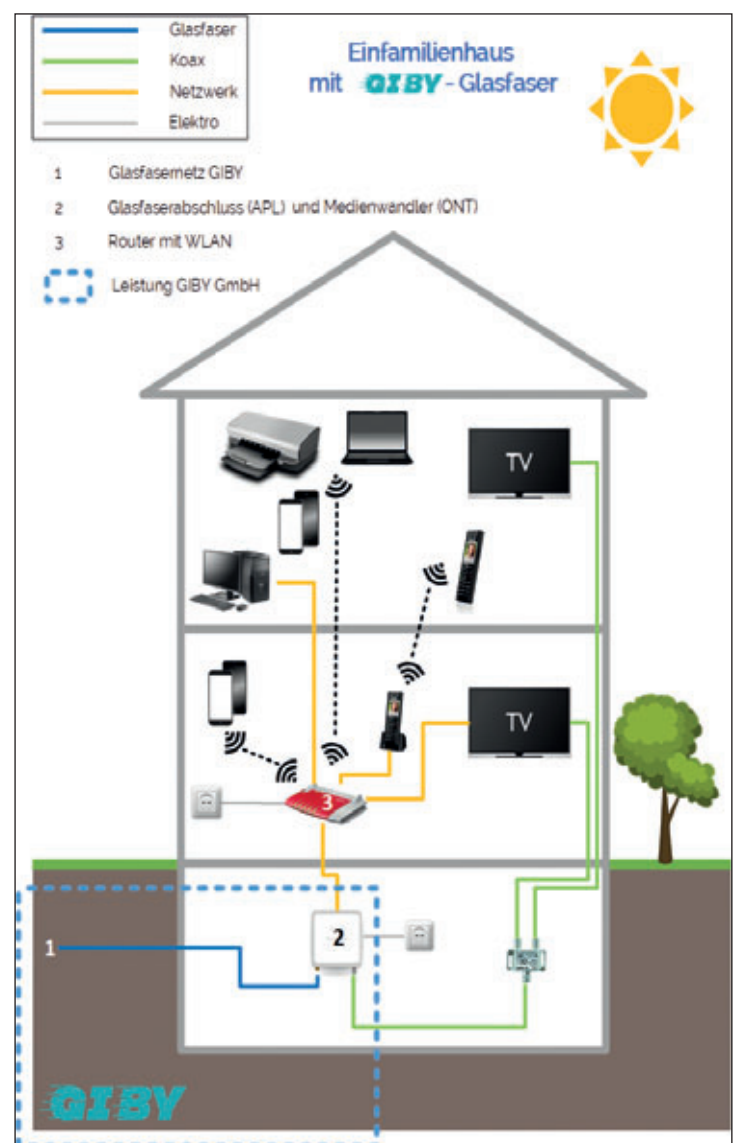 Glasfaser
Koax
Netzwerk
Elektro
Einfamilienhaus
mit GIBY - Glasfaser
1 Glasfasernetz GIBY
2 Glasfaserabschluss (APL) und Medienwandler (ONT)
3 Router mit WLAN
Leistung GIBY GmbH
TV
TV
3
2
1
GIBY